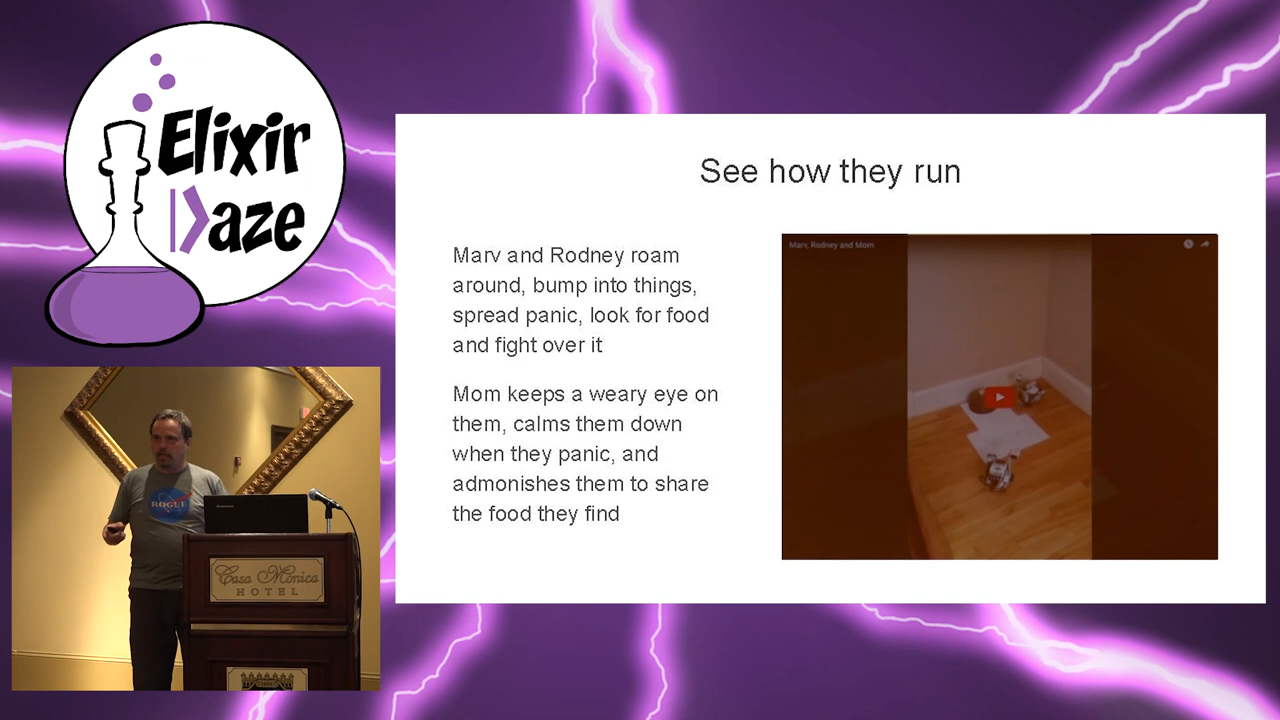 Elixir
Daze
See how they run
Marv and Rodney roam
around, bump into things,
spread panic, look for food
and fight over it
Mom keeps a weary eye on
them, calms them down
when they panic, and
admonishes them to share
the food they find
Marv, Rodney and Mom
ROGUE
Casa Monica
HOTEL